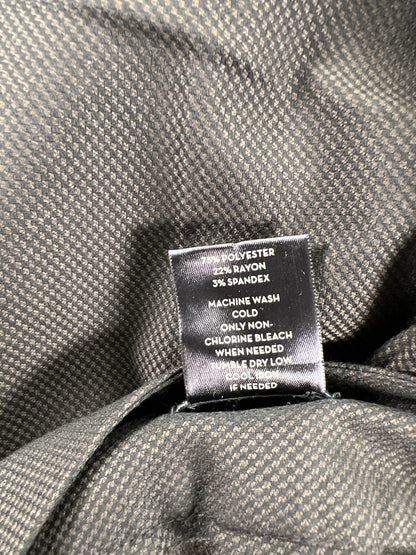 75% POLYESTER
22% RAYON
3% SPANDEX
MACHINE WASH
COLD
ONLY NON-
CHLORINE BLEACH
WHEN NEEDED
TUMBLE DRY LOW
COOL IRON
IF NEEDED